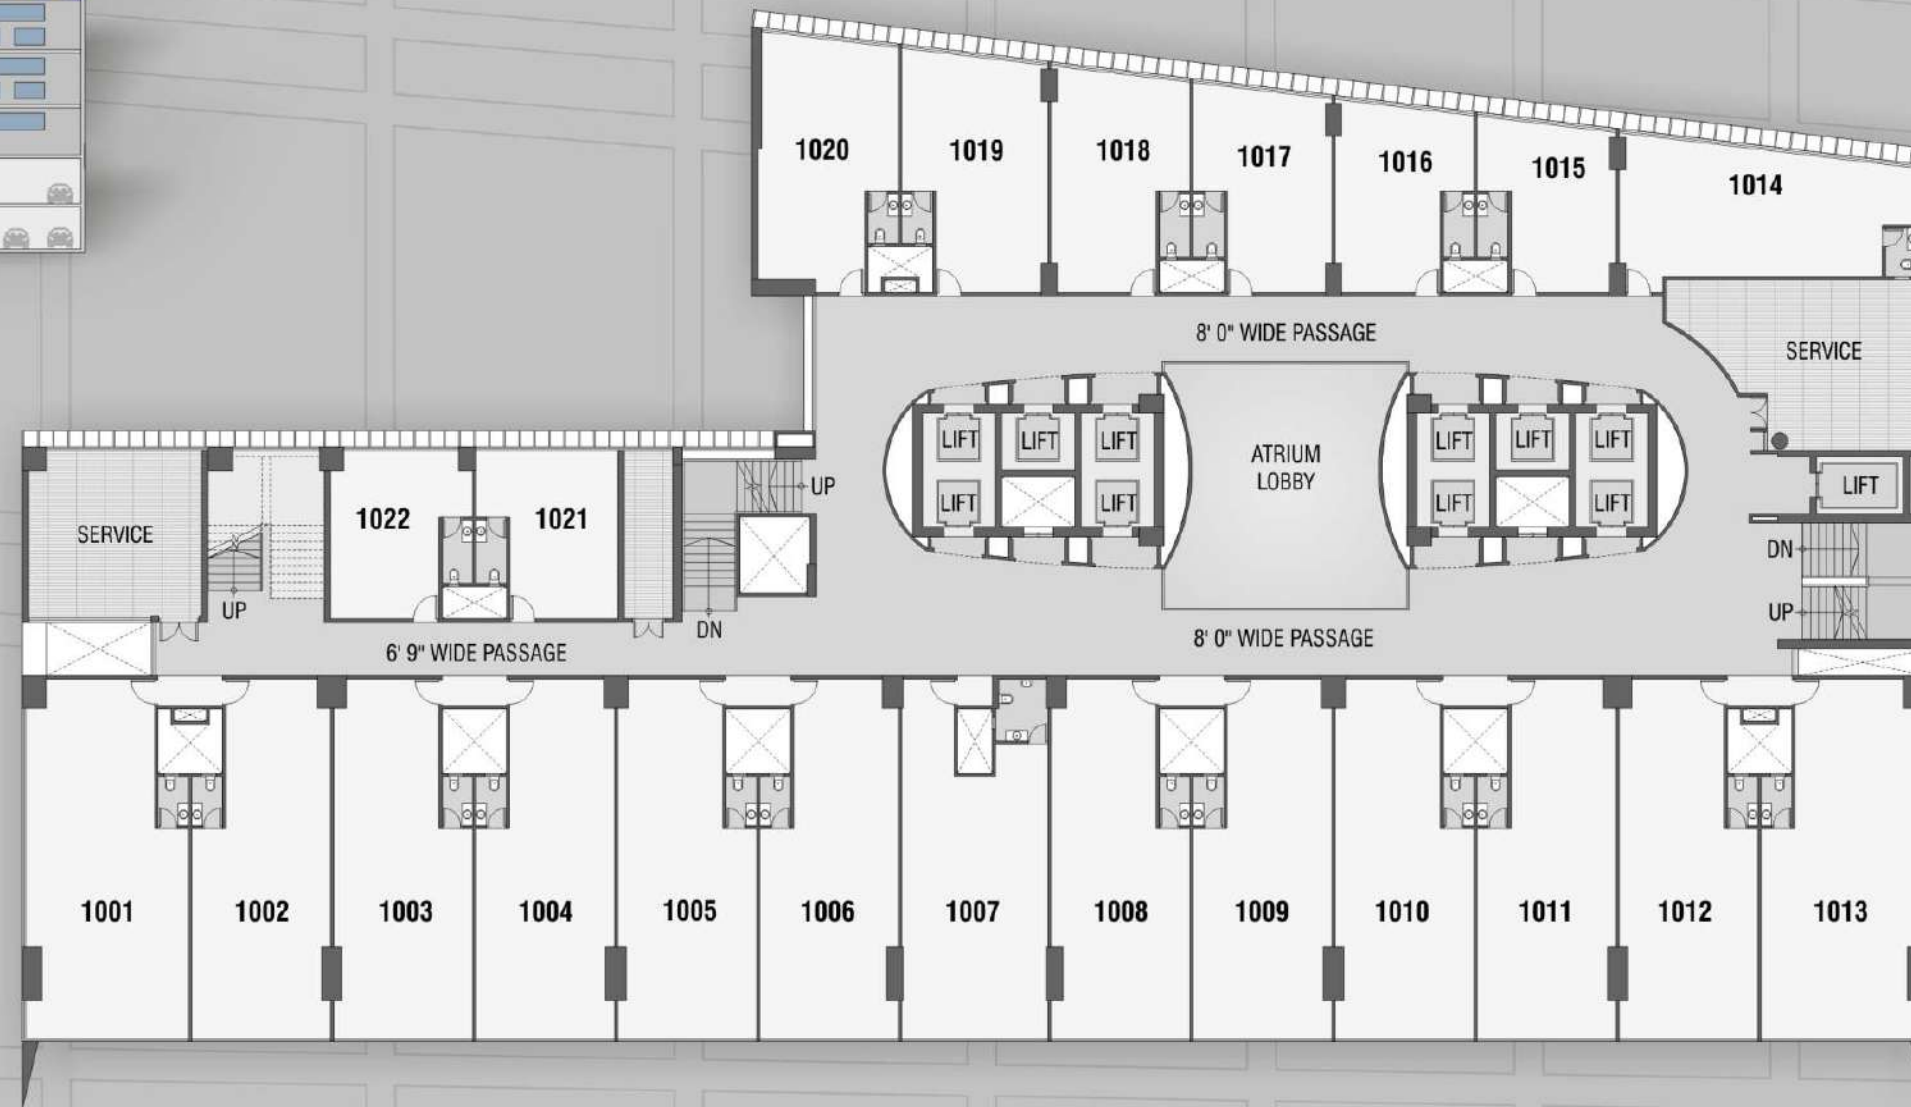 1020
1019
1018
1017
1016
1015
1014
8' 0" WIDE PASSAGE
SERVICE
LIFT
LIFT
LIFT
ATRIUM
LOBBY
LIFT
LIFT
LIFT
LIFT
LIFT
LIFT
LIFT
LIFT
UP
SERVICE
1022
1021
DN
UP
UP
DN
6' 9" WIDE PASSAGE
8' 0" WIDE PASSAGE
1001
1002
1003
1004
1005
1006
1007
1008
1009
1010
1011
1012
1013